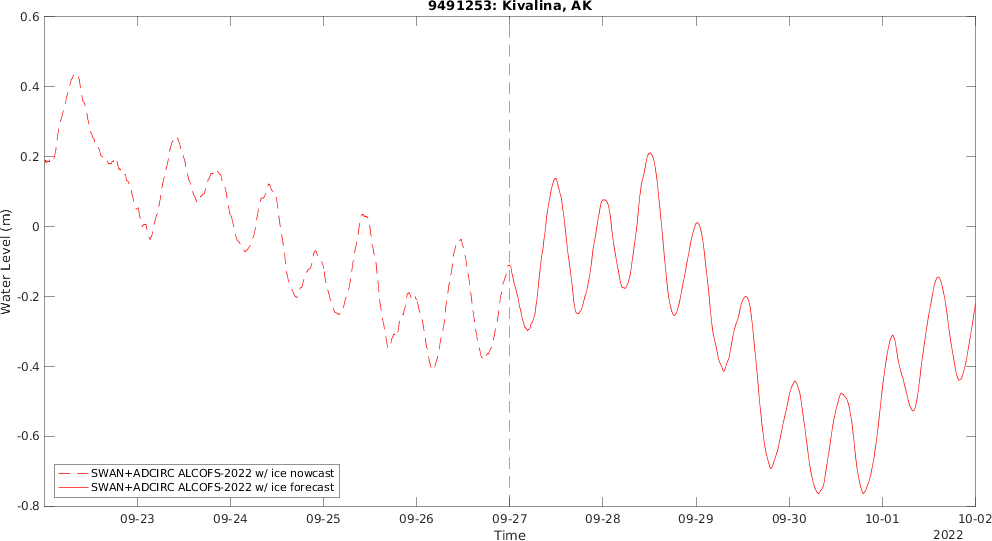 9491253: Kivalina, AK
0.6
0.4
0.2
0
-0.2
-0.4
-0.6
-0.8
Water Level (m)
SWAN+ADCIRC ALCOFS-2022 w/ ice nowcast
SWAN+ADCIRC ALCOFS-2022 w/ ice forecast
09-23 09-24 09-25 09-26 09-27 09-28 09-29 09-30 10-01 10-02
Time
2022